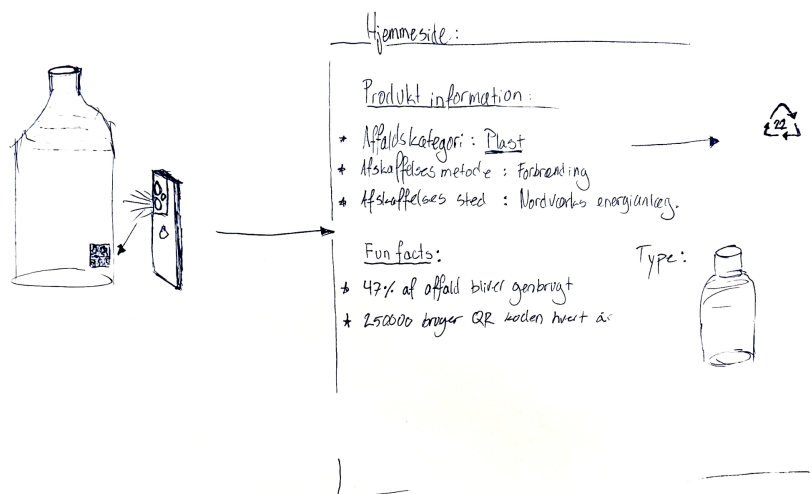 Hjemmeside:
Produkt information:
* Affaldskategori : Plast
* Afskaffelses metode : Forbrænding
* Afskaffelses sted : Nordværks energianlæg.
22
Fun facts:
* 47% af affald bliver genbrugt
* 250000 bruger QR koden hvert år
Type: